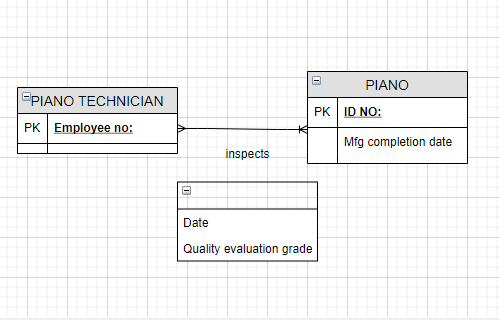 PIANO TECHNICIAN
PK Employee no:
PIANO
PK ID NO:
Mfg completion date
inspects
Date
Quality evaluation grade